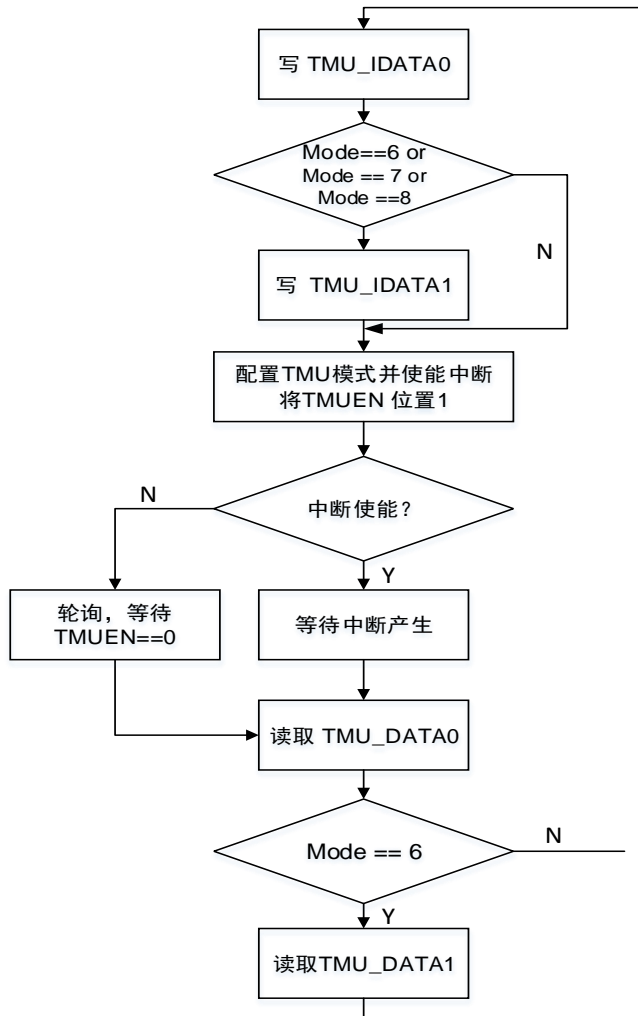 写 TMU_IDATA0
Mode==6 or
Mode == 7 or
Mode ==8
N
写 TMU_IDATA1
配置TMU模式并使能中断
将TMUEN 位置1
N
中断使能？
Y
轮询，等待
TMUEN==0
等待中断产生
读取 TMU_DATA0
Mode == 6
N
Y
读取TMU_DATA1